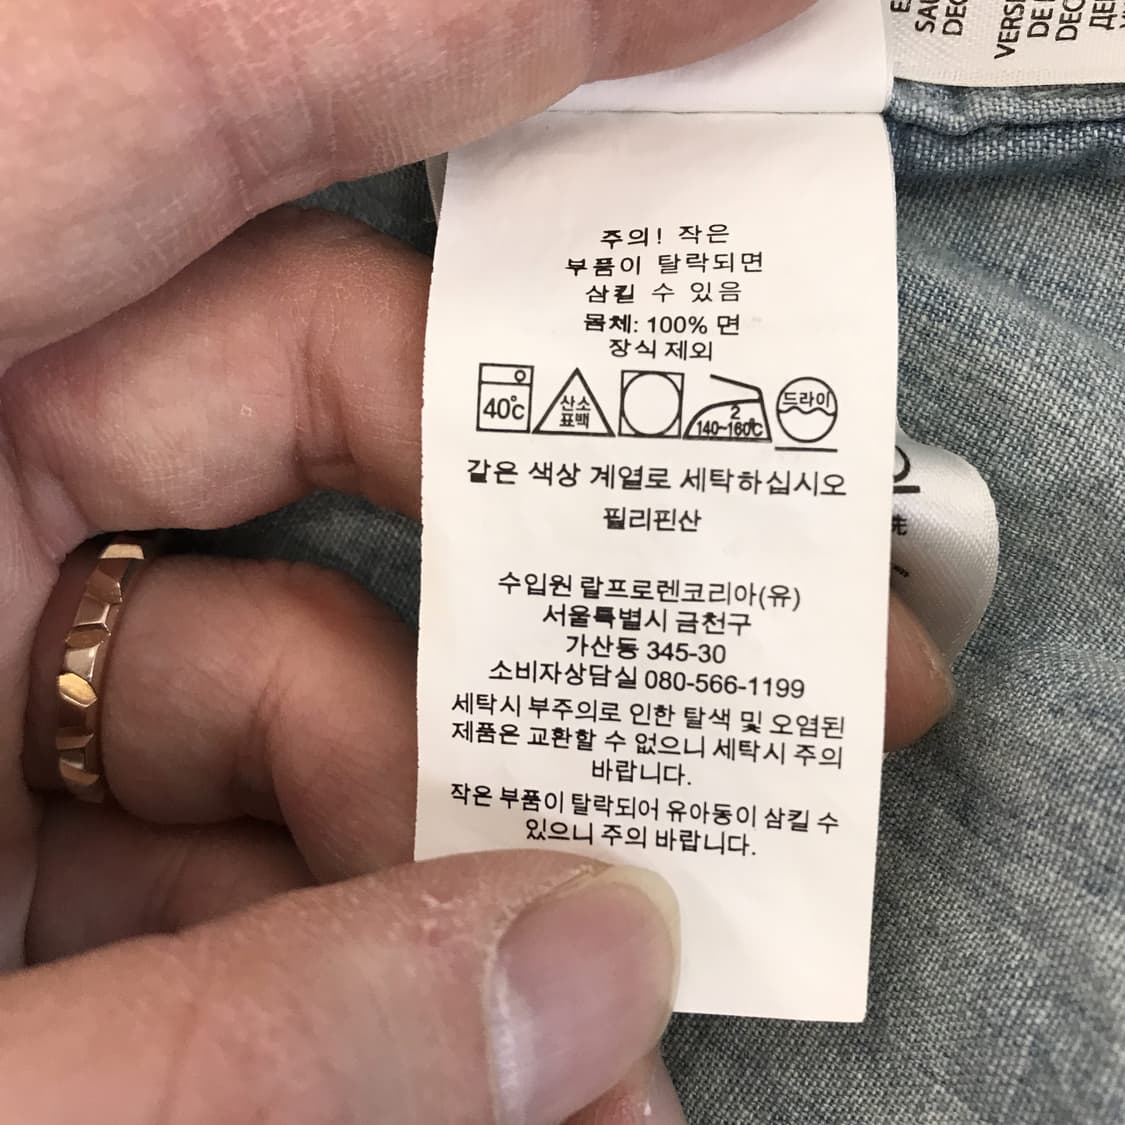 주의! 작은
부품이 탈락되면
삼킬 수 있음
몸체: 100% 면
장식 제외
40℃
산소
표백
2
140~160℃
드라이
같은 색상 계열로 세탁하십시오
필리핀산
수입원 랄프로렌코리아(유)
서울특별시 금천구
가산동 345-30
소비자상담실 080-566-1199
세탁시 부주의로 인한 탈색 및 오염된
제품은 교환할 수 없으니 세탁시 주의
바랍니다.
작은 부품이 탈락되어 유아동이 삼킬 수
있으니 주의 바랍니다.